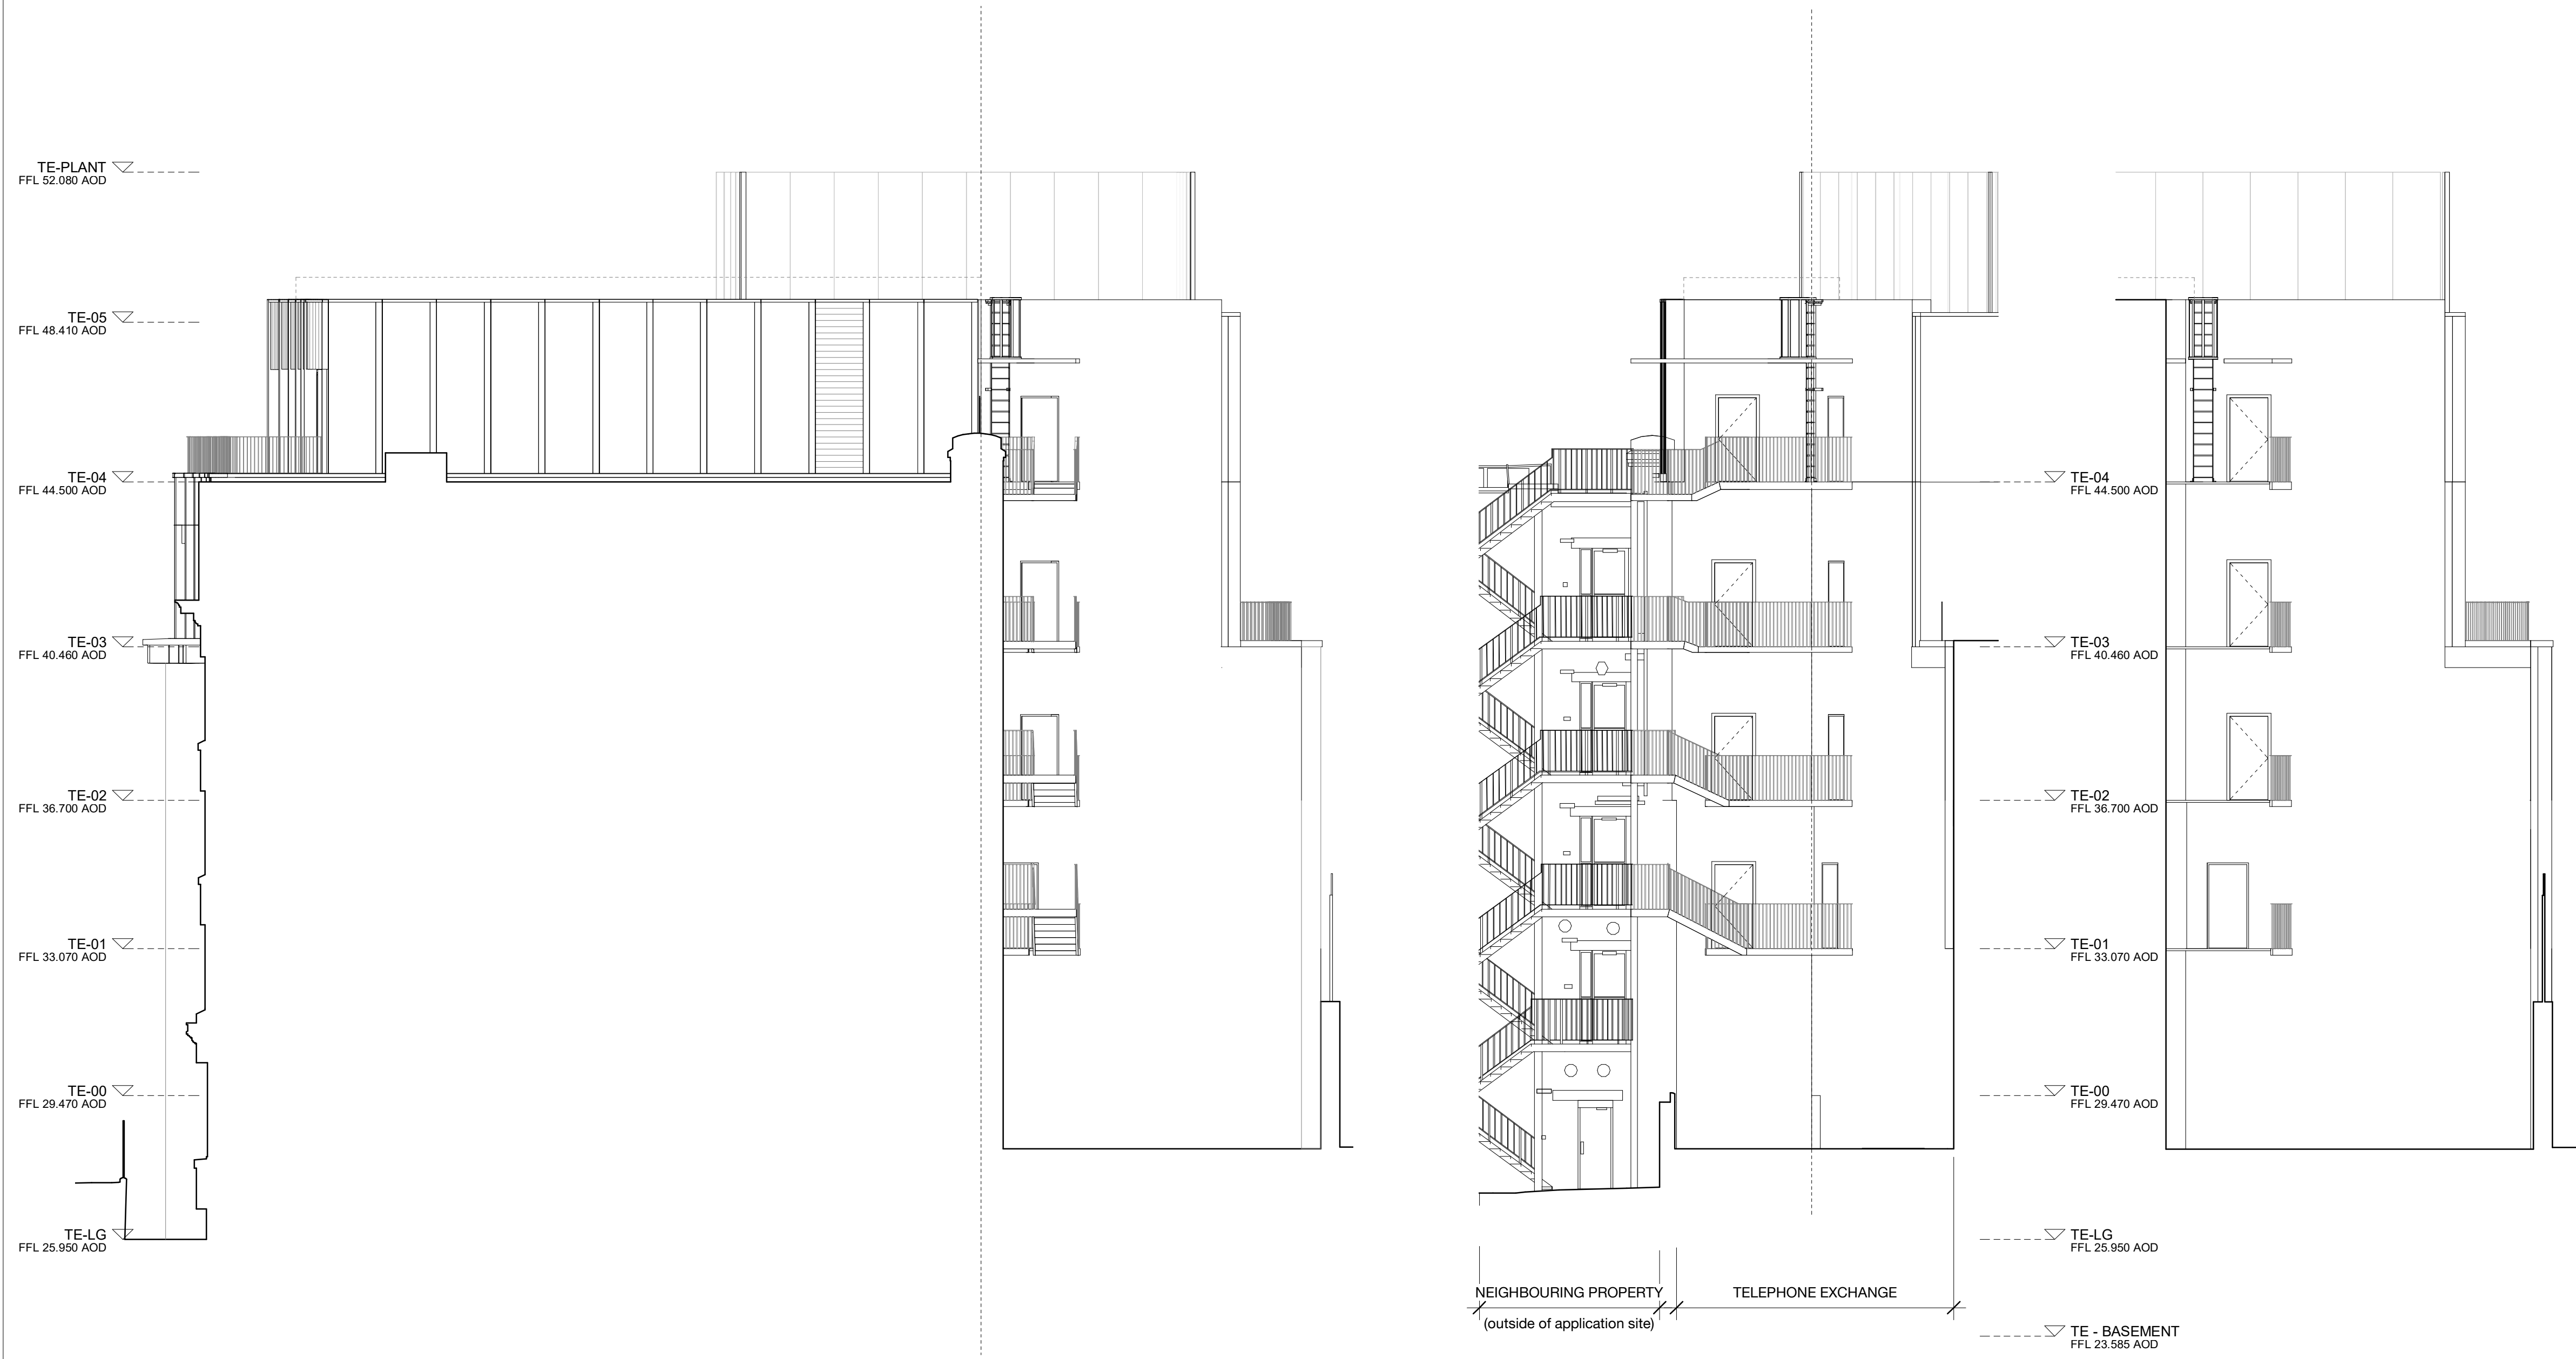 TE-PLANT
FFL 52.080 AOD
TE-05
FFL 48.410 AOD
TE-04
FFL 44.500 AOD
TE-03
FFL 40.460 AOD
TE-02
FFL 36.700 AOD
TE-01
FFL 33.070 AOD
TE-00
FFL 29.470 AOD
TE-LG
FFL 25.950 AOD
NEIGHBOURING PROPERTY
(outside of application site)
TELEPHONE EXCHANGE
TE-04
FFL 44.500 AOD
TE-03
FFL 40.460 AOD
TE-02
FFL 36.700 AOD
TE-01
FFL 33.070 AOD
TE-00
FFL 29.470 AOD
TE-LG
FFL 25.950 AOD
TE - BASEMENT
FFL 23.585 AOD